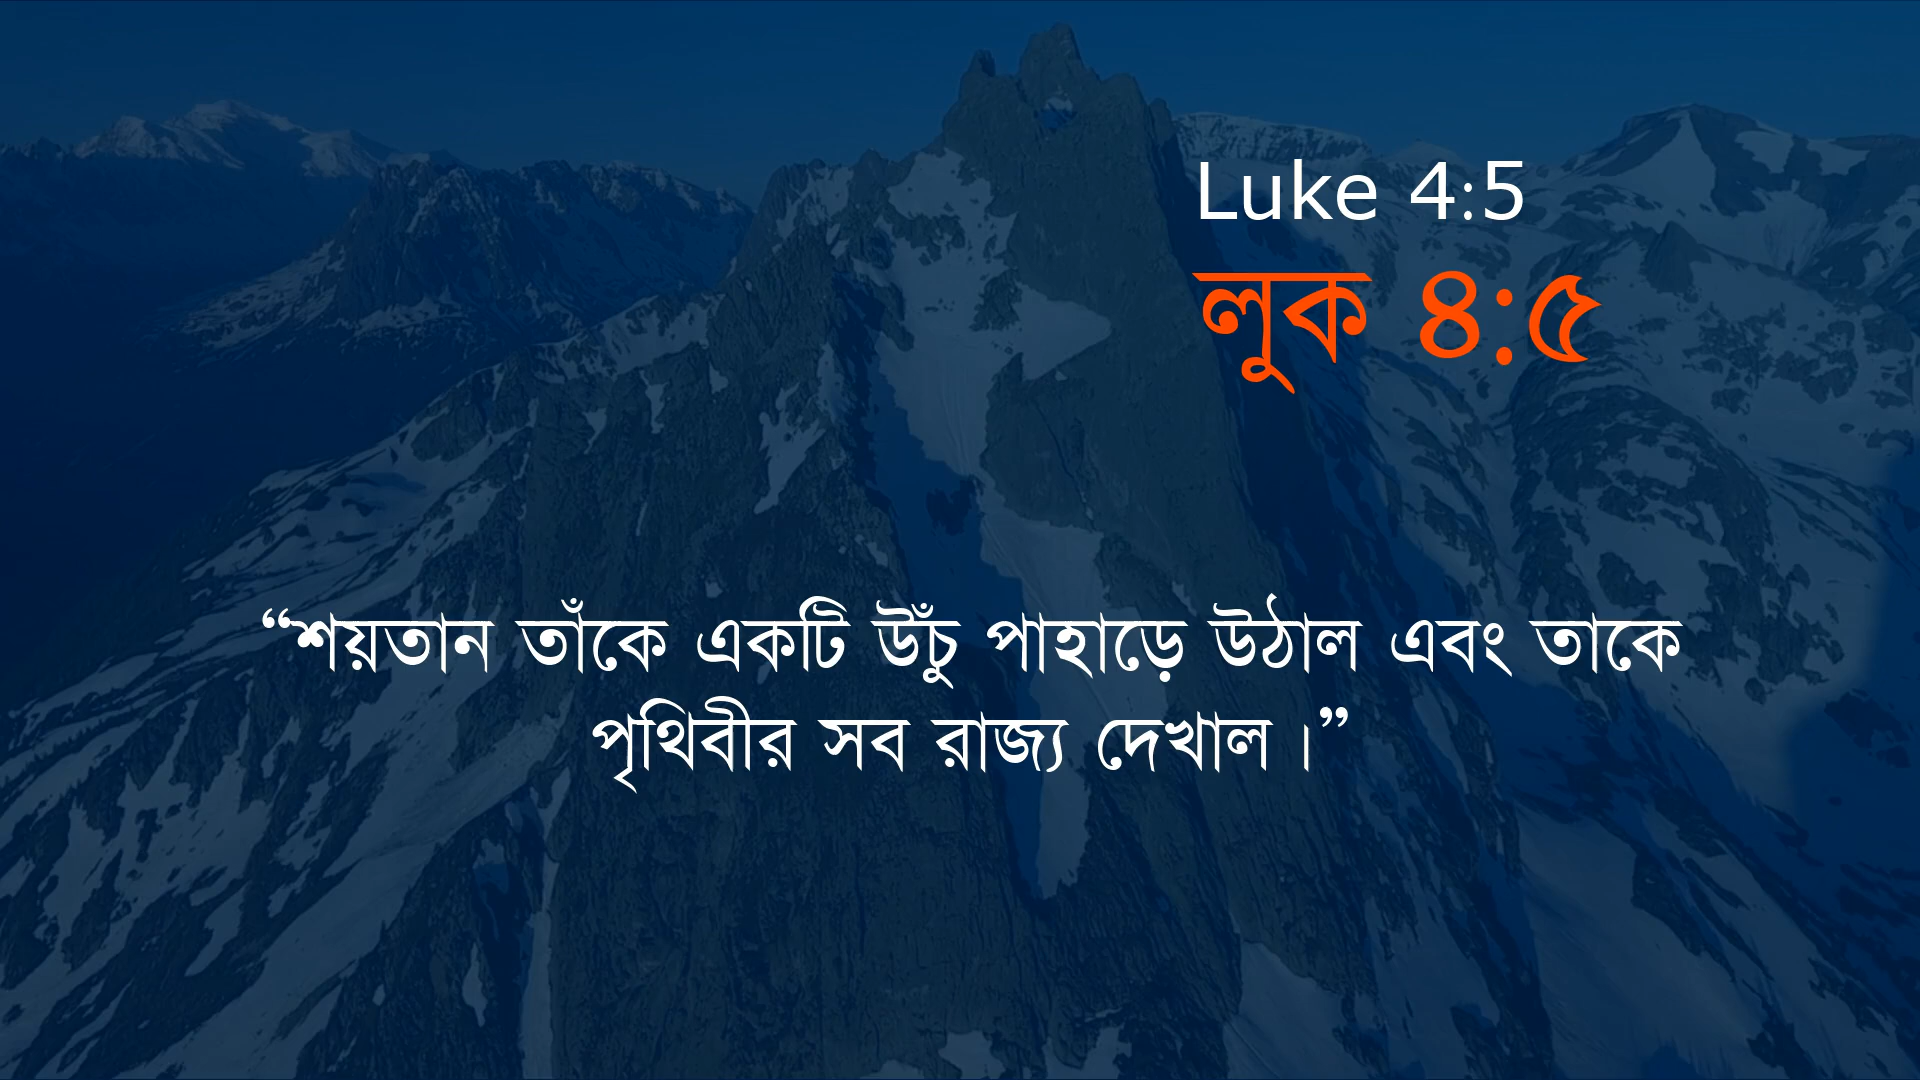 Luke 4:5
লুক ৪:৫
“শয়তান তাঁকে একটি উঁচু পাহাড়ে উঠাল এবং তাকে
পৃথিবীর সব রাজ্য দেখাল।”